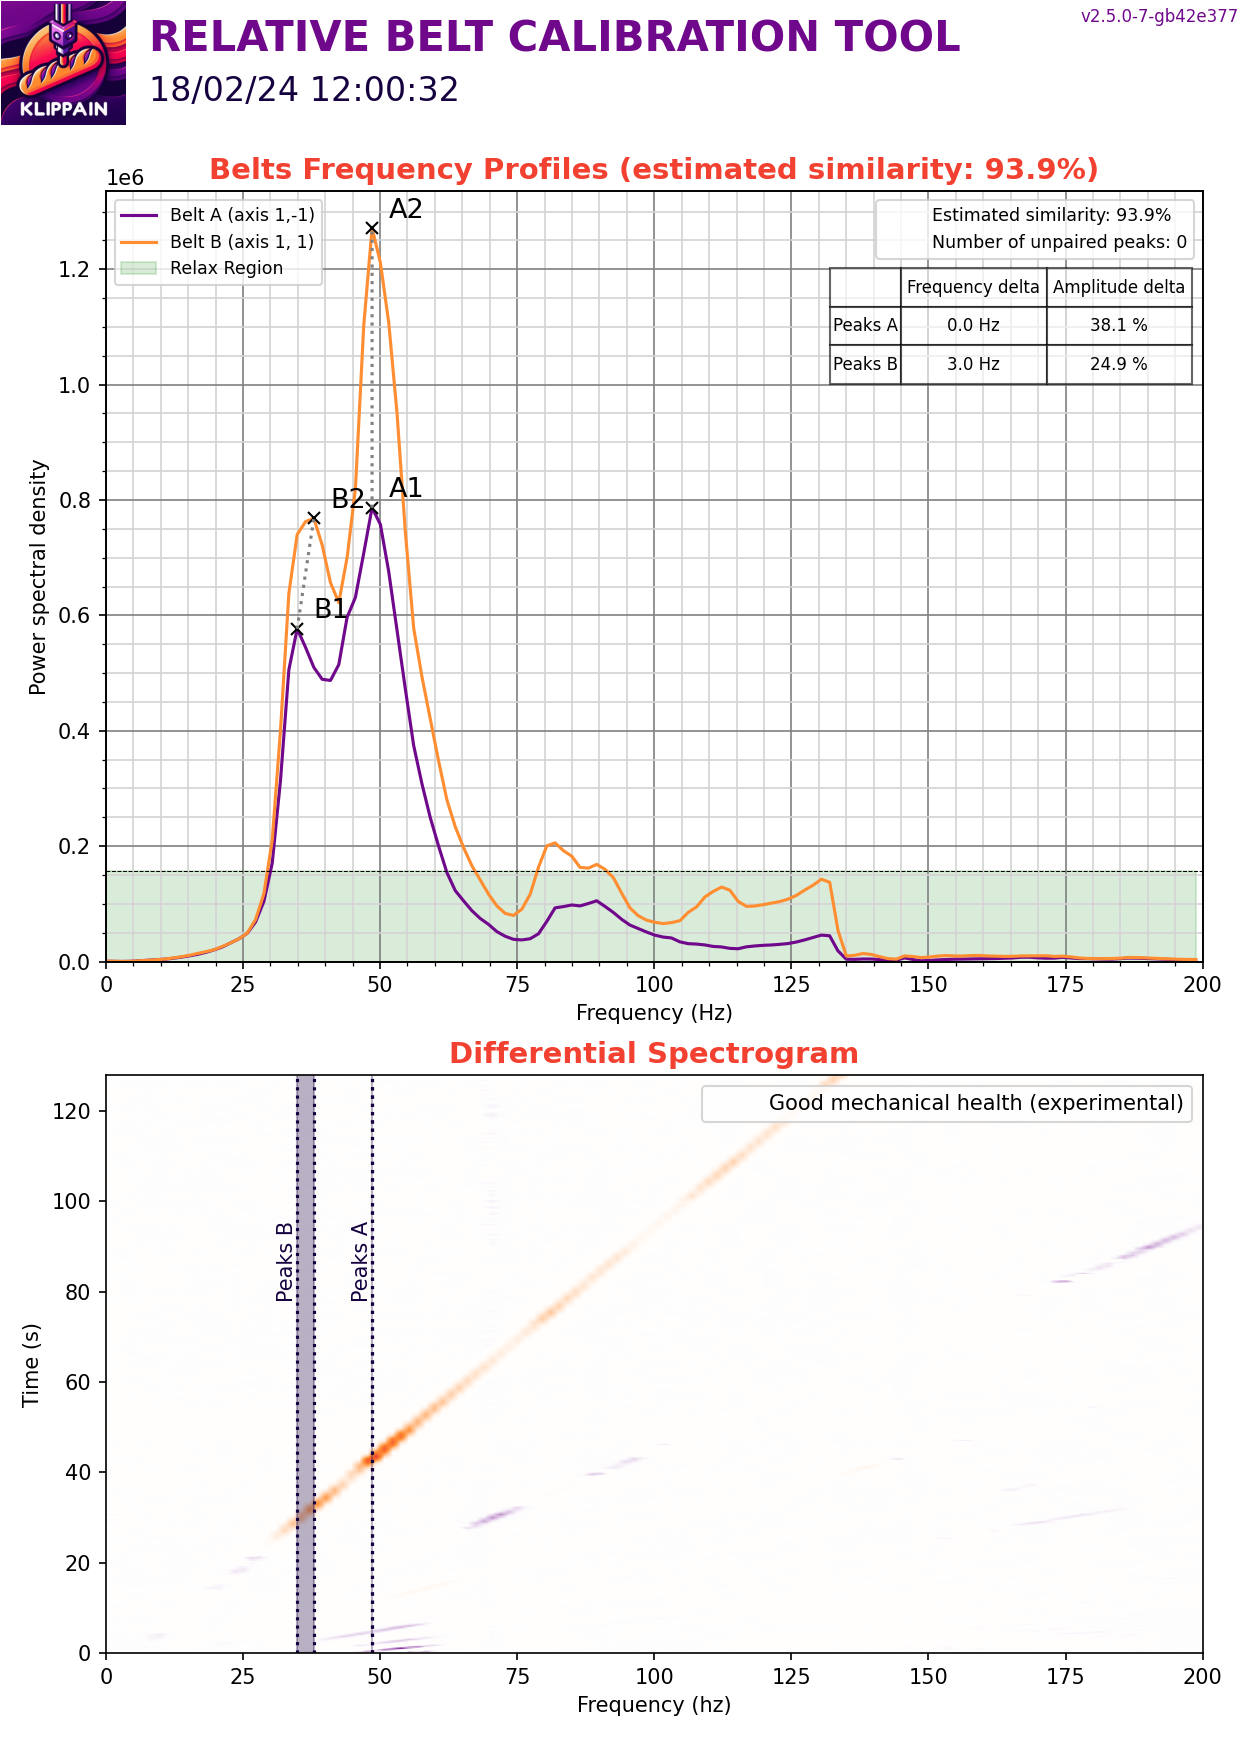 KLIPPAIN
RELATIVE BELT CALIBRATION TOOL
18/02/24 12:00:32
v2.5.0-7-gb42e377
Belts Frequency Profiles (estimated similarity: 93.9%)
1e6
Belt A (axis 1,-1)
Belt B (axis 1, 1)
Relax Region
Estimated similarity: 93.9%
Number of unpaired peaks: 0
Frequency delta Amplitude delta
Peaks A 0.0 Hz 38.1 %
Peaks B 3.0 Hz 24.9 %
A2
A1
B2
B1
Power spectral density
1.2
1.0
0.8
0.6
0.4
0.2
0.0
0 25 50 75 100 125 150 175 200
Frequency (Hz)
Differential Spectrogram
Good mechanical health (experimental)
Peaks B
Peaks A
Time (s)
120
100
80
60
40
20
0
0 25 50 75 100 125 150 175 200
Frequency (hz)